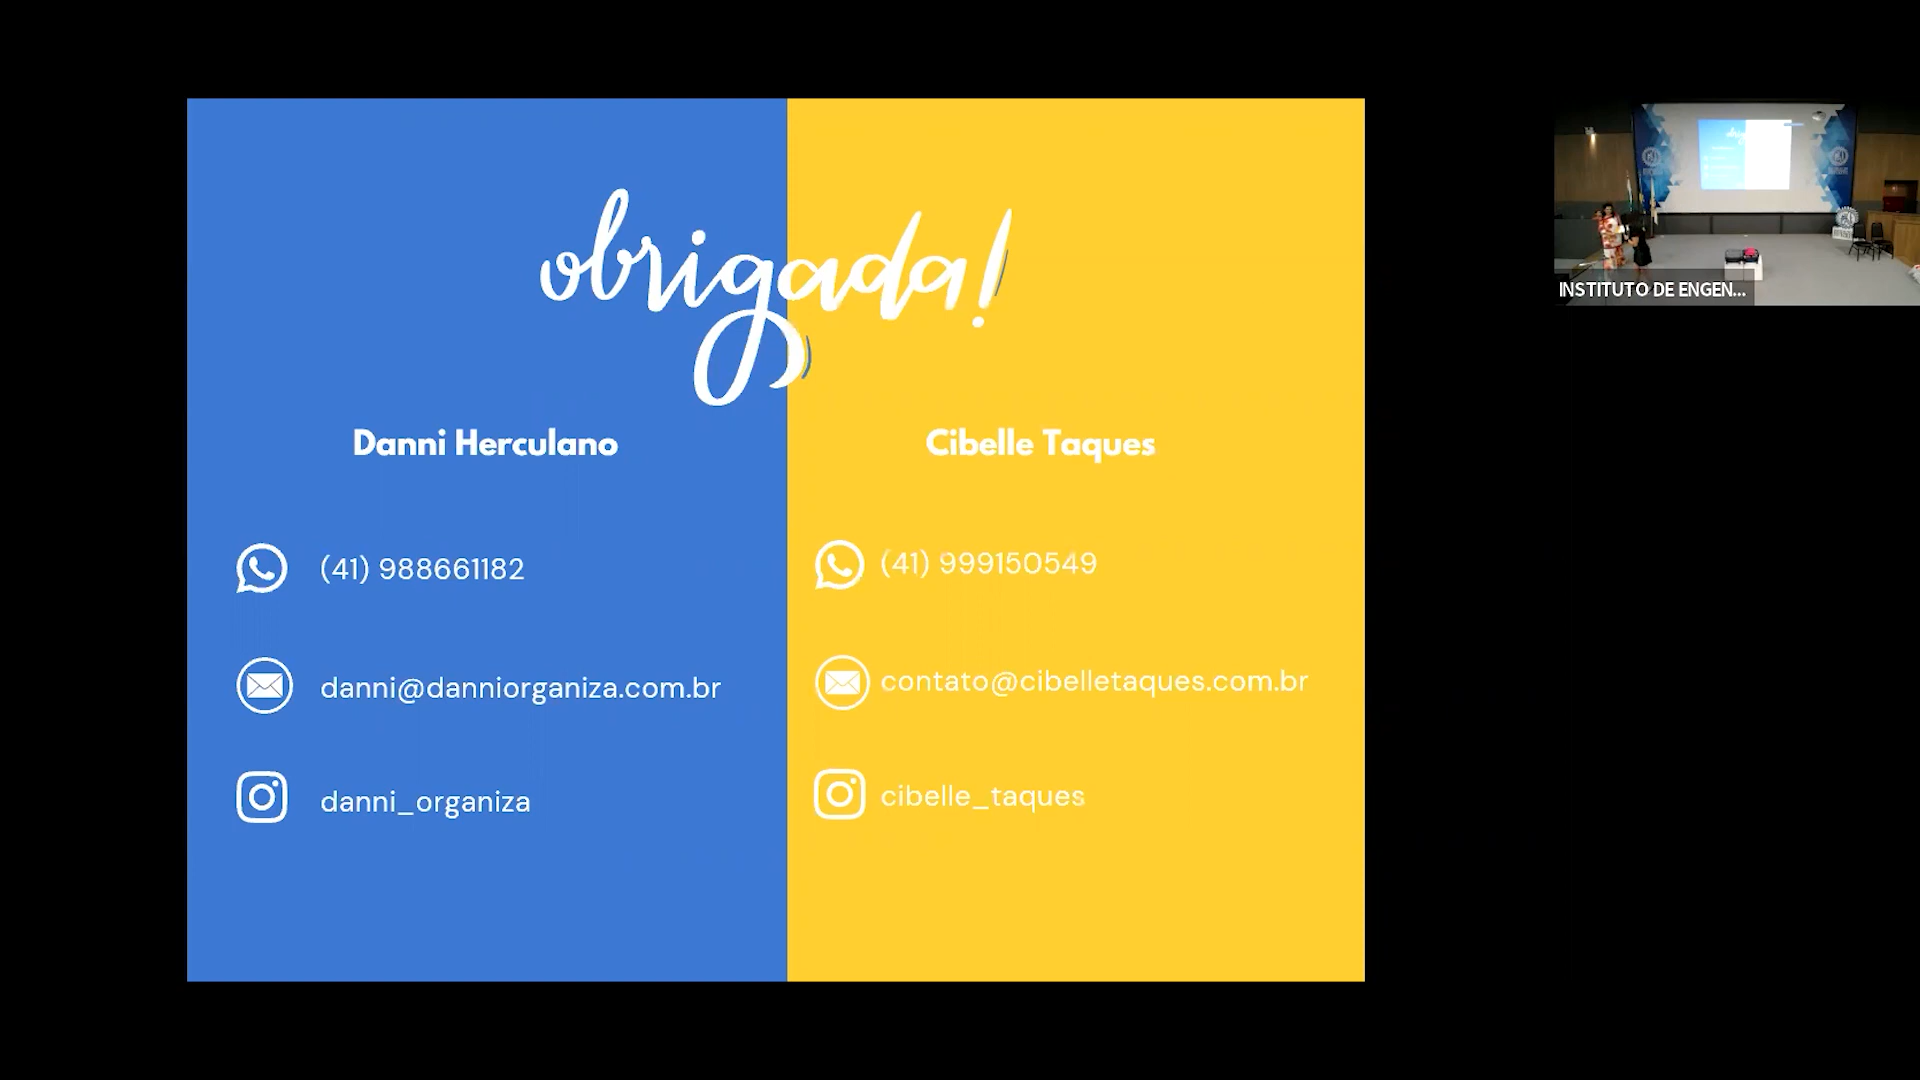 obrigada!
Danni Herculano
(41) 988661182
danni@danniorganiza.com.br
danni_organiza
Cibelle Taques
(41) 999150549
contato@cibelletaques.com.br
cibelle_taques
INSTITUTO DE ENGEN...